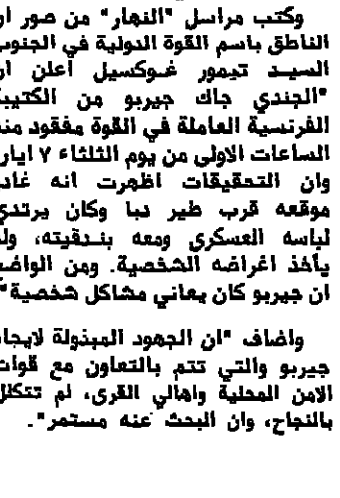 وكتب مراسل "النهار" من صور ان
الناطق باسم القوة الدولية في الجنوب
السيد تيمور غوكسيل اعلن ان
"الجندي جاك جيربو من الكتيبة
الفرنسية العاملة في القوة مفقود منذ
الساعات الاولى من يوم الثلثاء ٧ ايار
وان التحقيقات اظهرت انه غادر
موقعه قرب طير دبا وكان يرتدي
لباسه العسكري ومعه بندقيته، ولم
يأخذ اغراضه الشخصية. ومن الواضح
ان جيربو كان يعاني مشاكل شخصية"
واضاف "ان الجهود المبذولة لايجاد
جيربو والتي تتم بالتعاون مع قوات
الامن المحلية واهالي القرى، لم تتكلل
بالنجاح، وان البحث عنه مستمر".